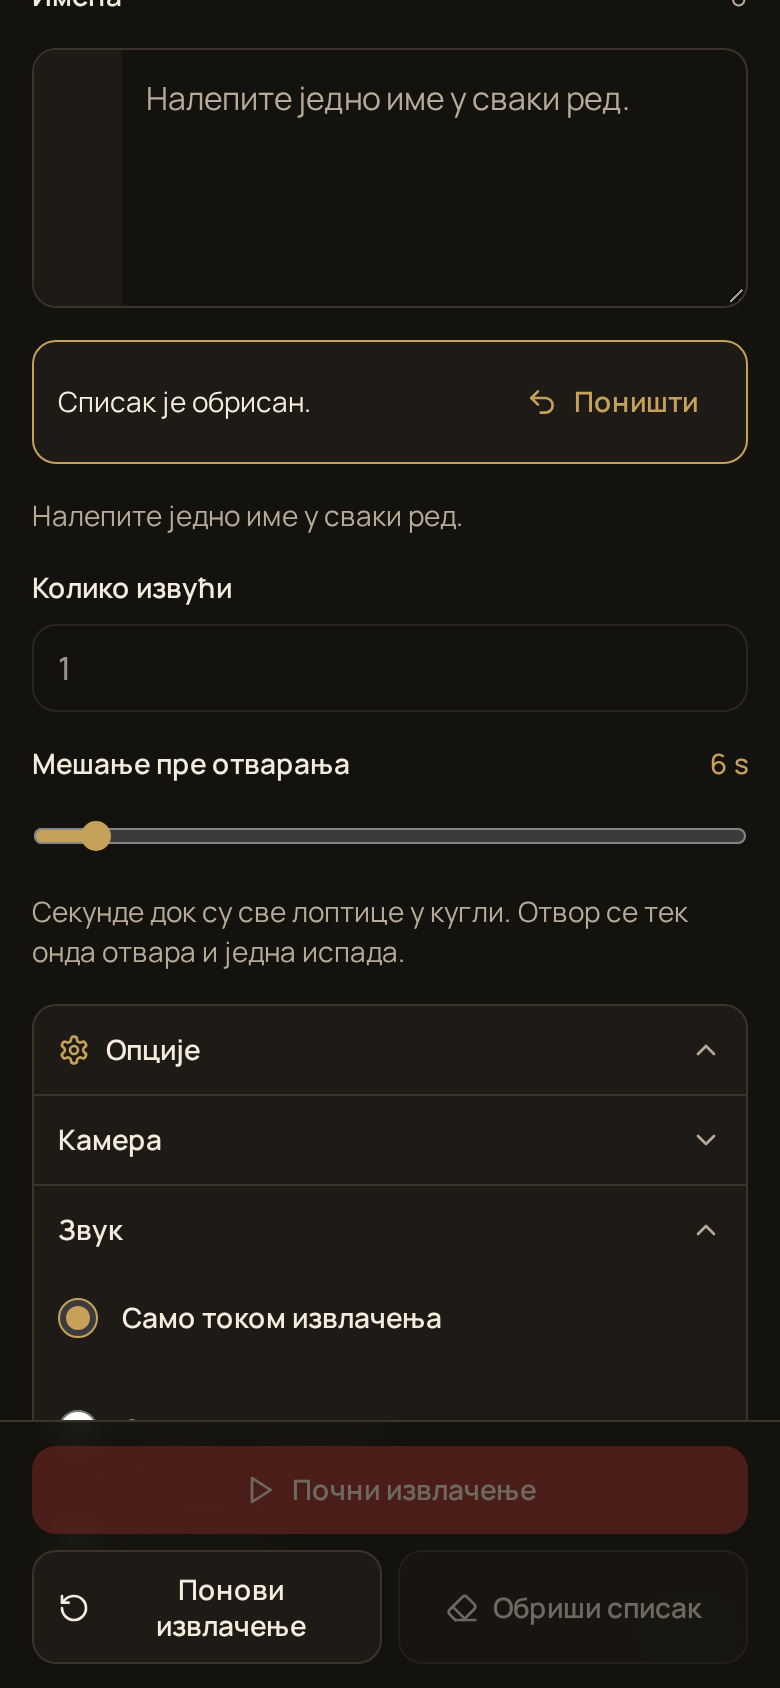 Имена
Налепите једно име у сваки ред.
Списак је обрисан.
Поништи
Налепите једно име у сваки ред.
Колико извући
1
Мешање пре отварања
6 s
Секунде док су све лоптице у кугли. Отвор се тек
онда отвара и једна испада.
Опције
Камера
Звук
Само током извлачења
Почни извлачење
Понови
извлачење
Обриши списак